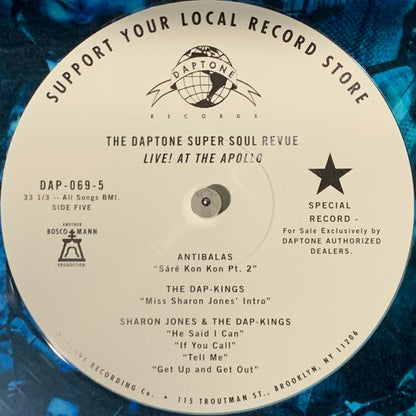 SUPPORT YOUR LOCAL RECORD STORE
DAPTONE
RECORDS
THE DAPTONE SUPER SOUL REVUE
LIVE! AT THE APOLLO
DAP-069-5
33 1/3 -- All Songs BMI.
SIDE FIVE
ANOTHER
BOSCO MANN
PRODUCTION
SPECIAL
RECORD -
For Sale Exclusively by
DAPTONE AUTHORIZED
DEALERS.
ANTIBALAS
"Sáré Kon Kon Pt. 2"
THE DAP-KINGS
"Miss Sharon Jones' Intro"
SHARON JONES & THE DAP-KINGS
"He Said I Can"
"If You Call"
"Tell Me"
"Get Up and Get Out"
RECORDING Co. • 115 TROUTMAN ST., BROOKLYN, NY 11206